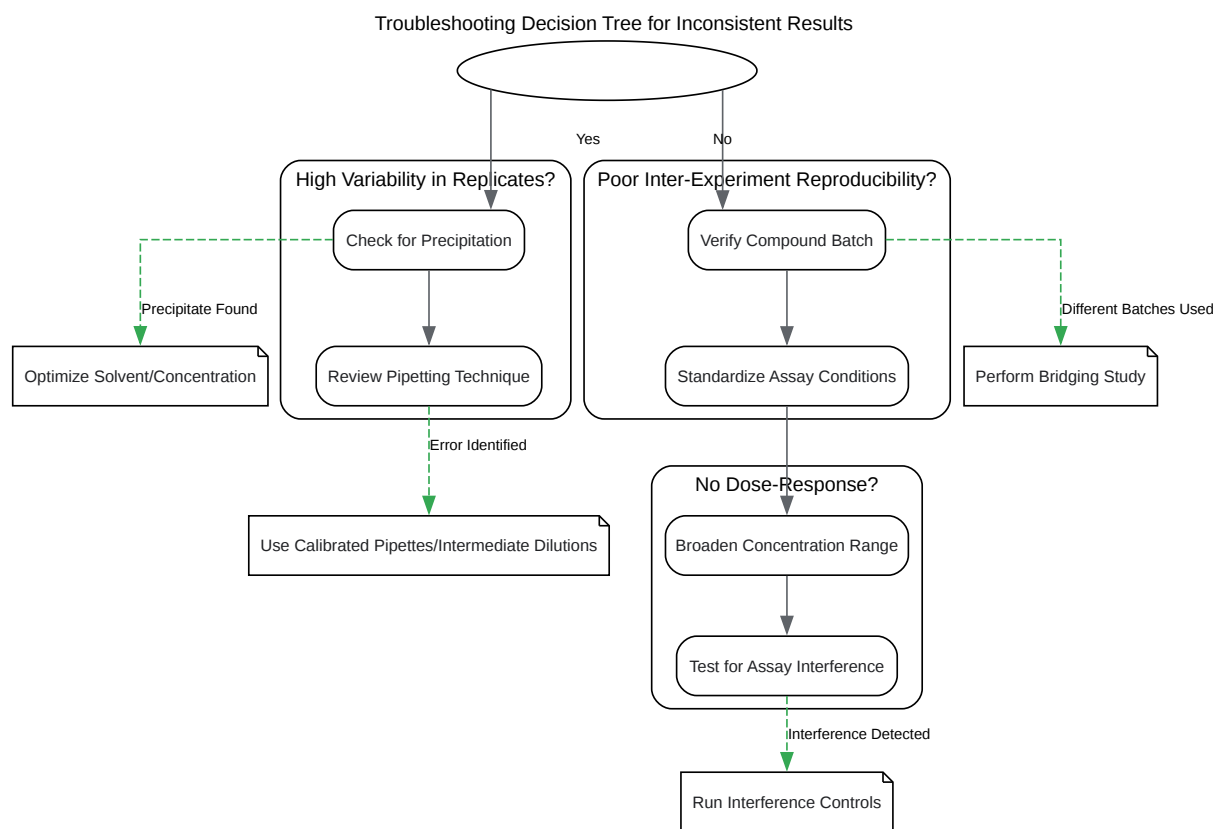 Troubleshooting Decision Tree for Inconsistent Results
Yes
No
High Variability in Replicates?
Poor Inter-Experiment Reproducibility?
Check for Precipitation
Verify Compound Batch
Precipitate Found
Different Batches Used
Optimize Solvent/Concentration
Review Pipetting Technique
Standardize Assay Conditions
Perform Bridging Study
Error Identified
No Dose-Response?
Use Calibrated Pipettes/Intermediate Dilutions
Broaden Concentration Range
Test for Assay Interference
Interference Detected
Run Interference Controls